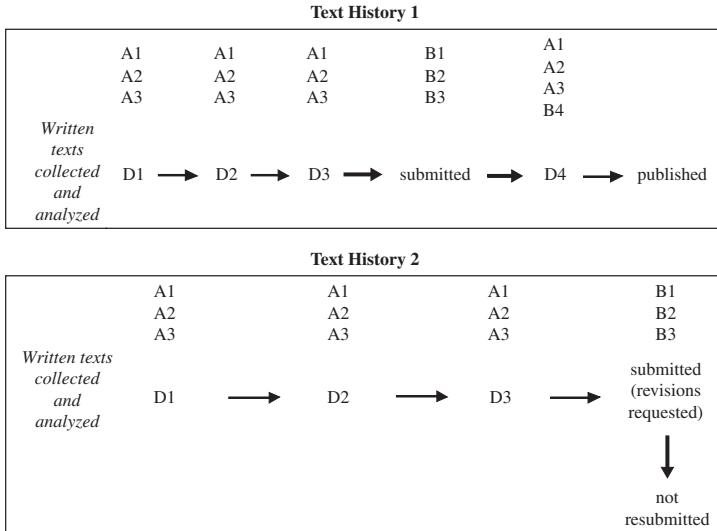 Text History 1
A1 A1 A1 B1 A1
A2 A2 A2 B2 A2
A3 A3 A3 B3 A3
B4
Written
texts
collected
and
analyzed
D1 D2 D3 submitted D4 published
Text History 2
A1 A1 A1 B1
A2 A2 A2 B2
A3 A3 A3 B3
Written texts
collected
and
analyzed
D1 D2 D3
submitted
(revisions
requested)
not
resubmitted